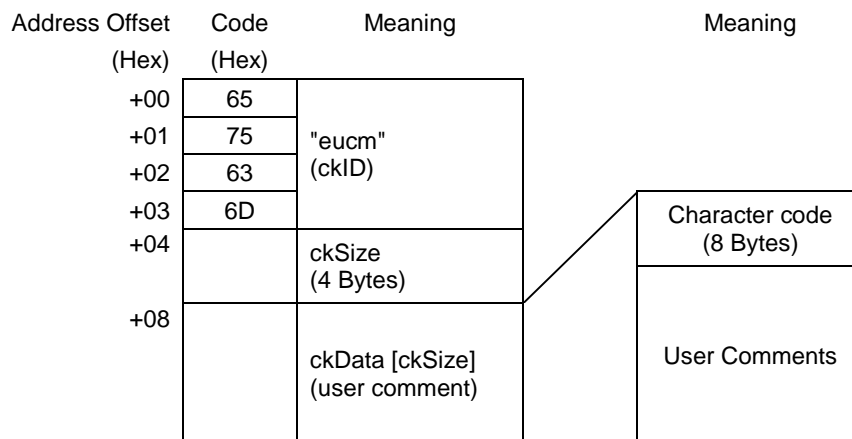 Address Offset Code Meaning Meaning
(Hex) (Hex)
+00 65
+01 75 "eucm"
+02 63 (ckID)
+03 6D Character code
+04 ckSize (8 Bytes)
(4 Bytes)
+08
ckData [ckSize] User Comments
(user comment)